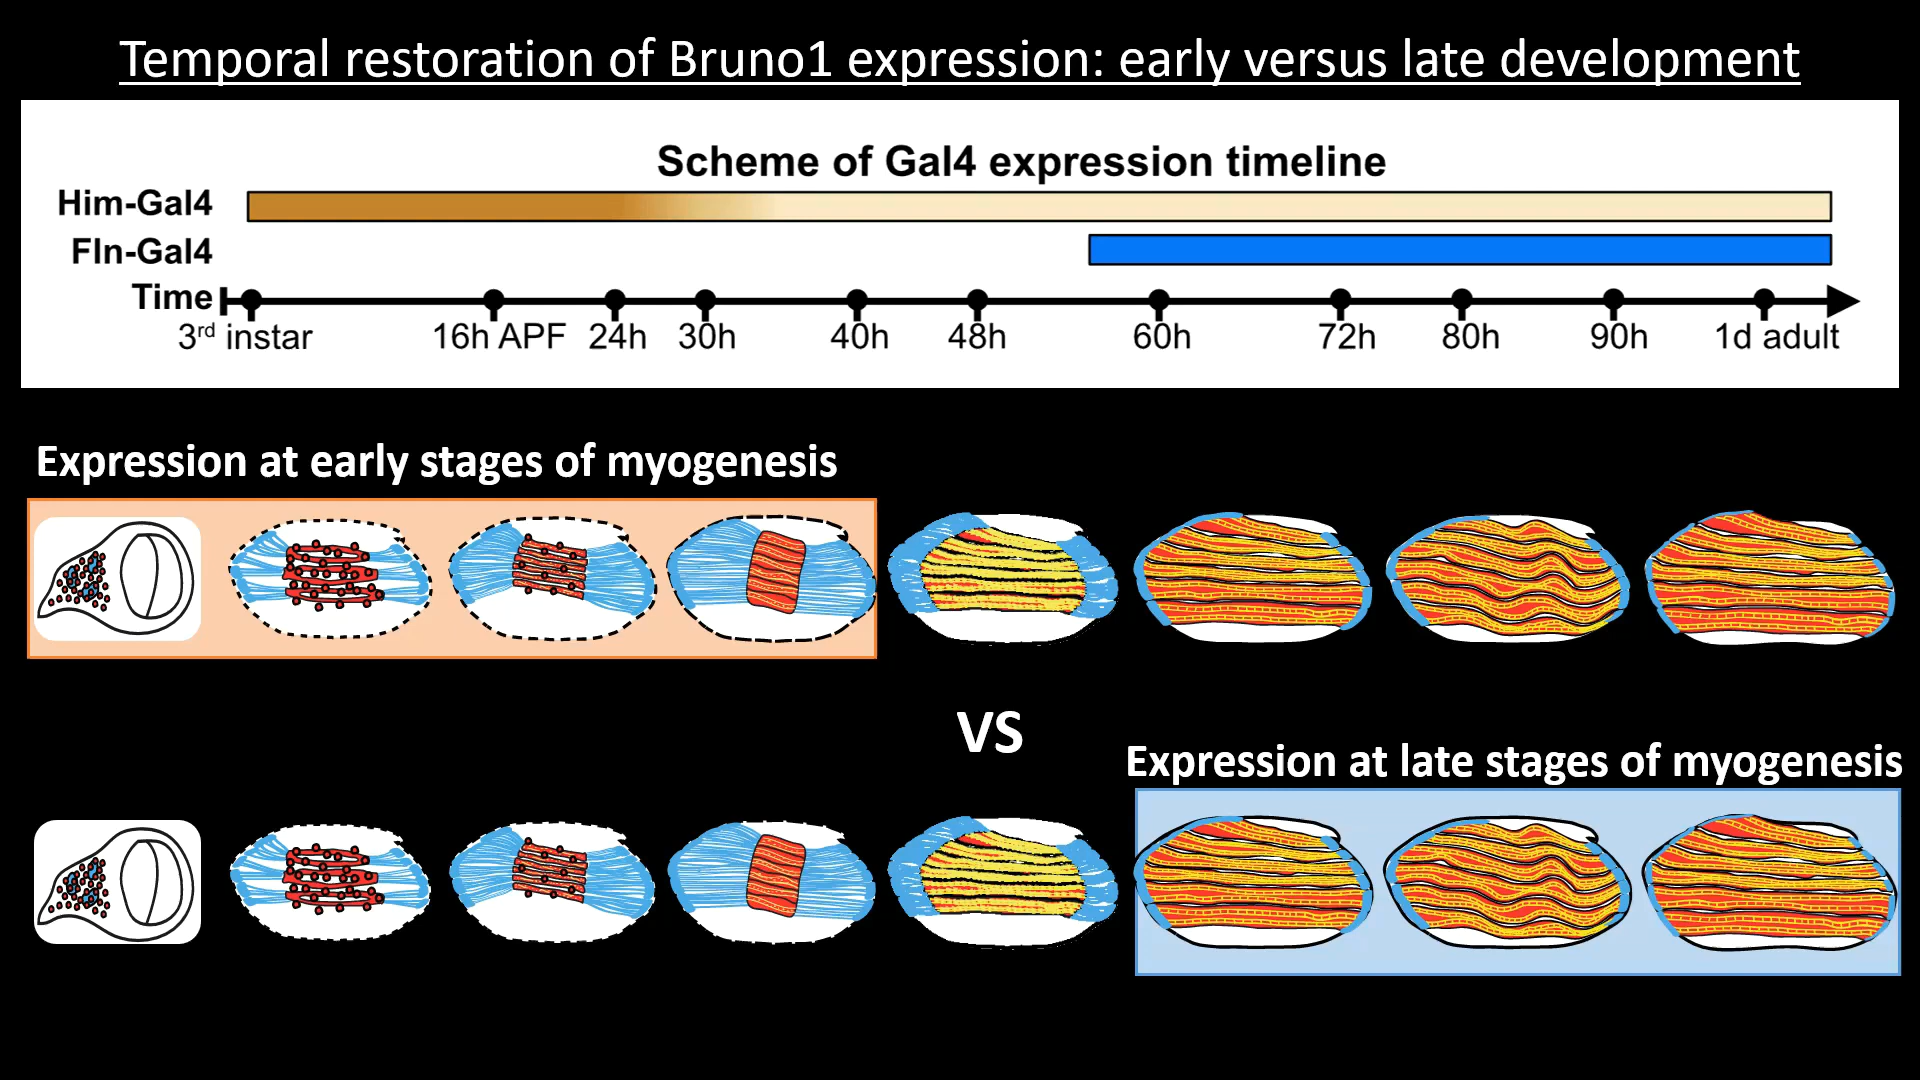 Temporal restoration of Bruno1 expression: early versus late development
Scheme of Gal4 expression timeline
Him-Gal4
Fln-Gal4
Time
3rd instar 16h APF 24h 30h 40h 48h 60h 72h 80h 90h 1d adult
Expression at early stages of myogenesis
VS
Expression at late stages of myogenesis